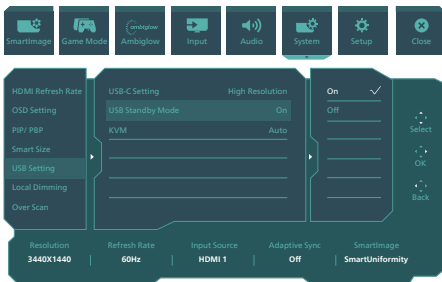 SmartImage Game Mode Ambiglow Input Audio System Setup Close
ambiglow
HDMI Refresh Rate
OSD Setting
PIP/ PBP
Smart Size
USB Setting
Local Dimming
Over Scan
USB-C Setting High Resolution
USB Standby Mode On
KVM Auto
On
Off
Select
OK
Back
Resolution Refresh Rate Input Source Adaptive Sync SmartImage
3440X1440 | 60Hz | HDMI 1 | Off | SmartUniformity